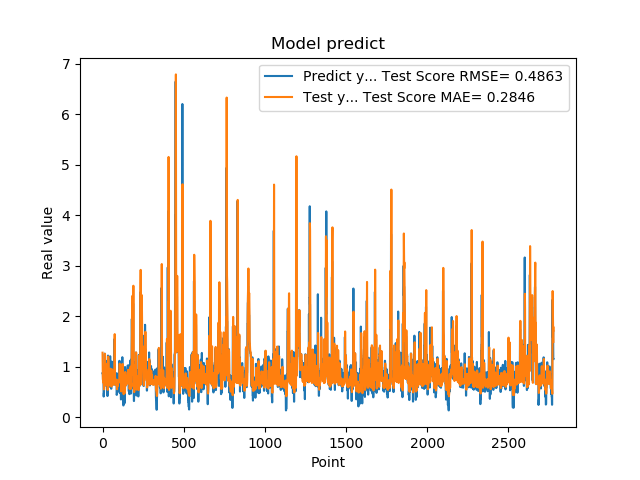 Model predict
Predict y... Test Score RMSE= 0.4863
Test y... Test Score MAE= 0.2846
7
6
5
4
3
2
1
0
Real value
0
500
1000
1500
2000
2500
Point